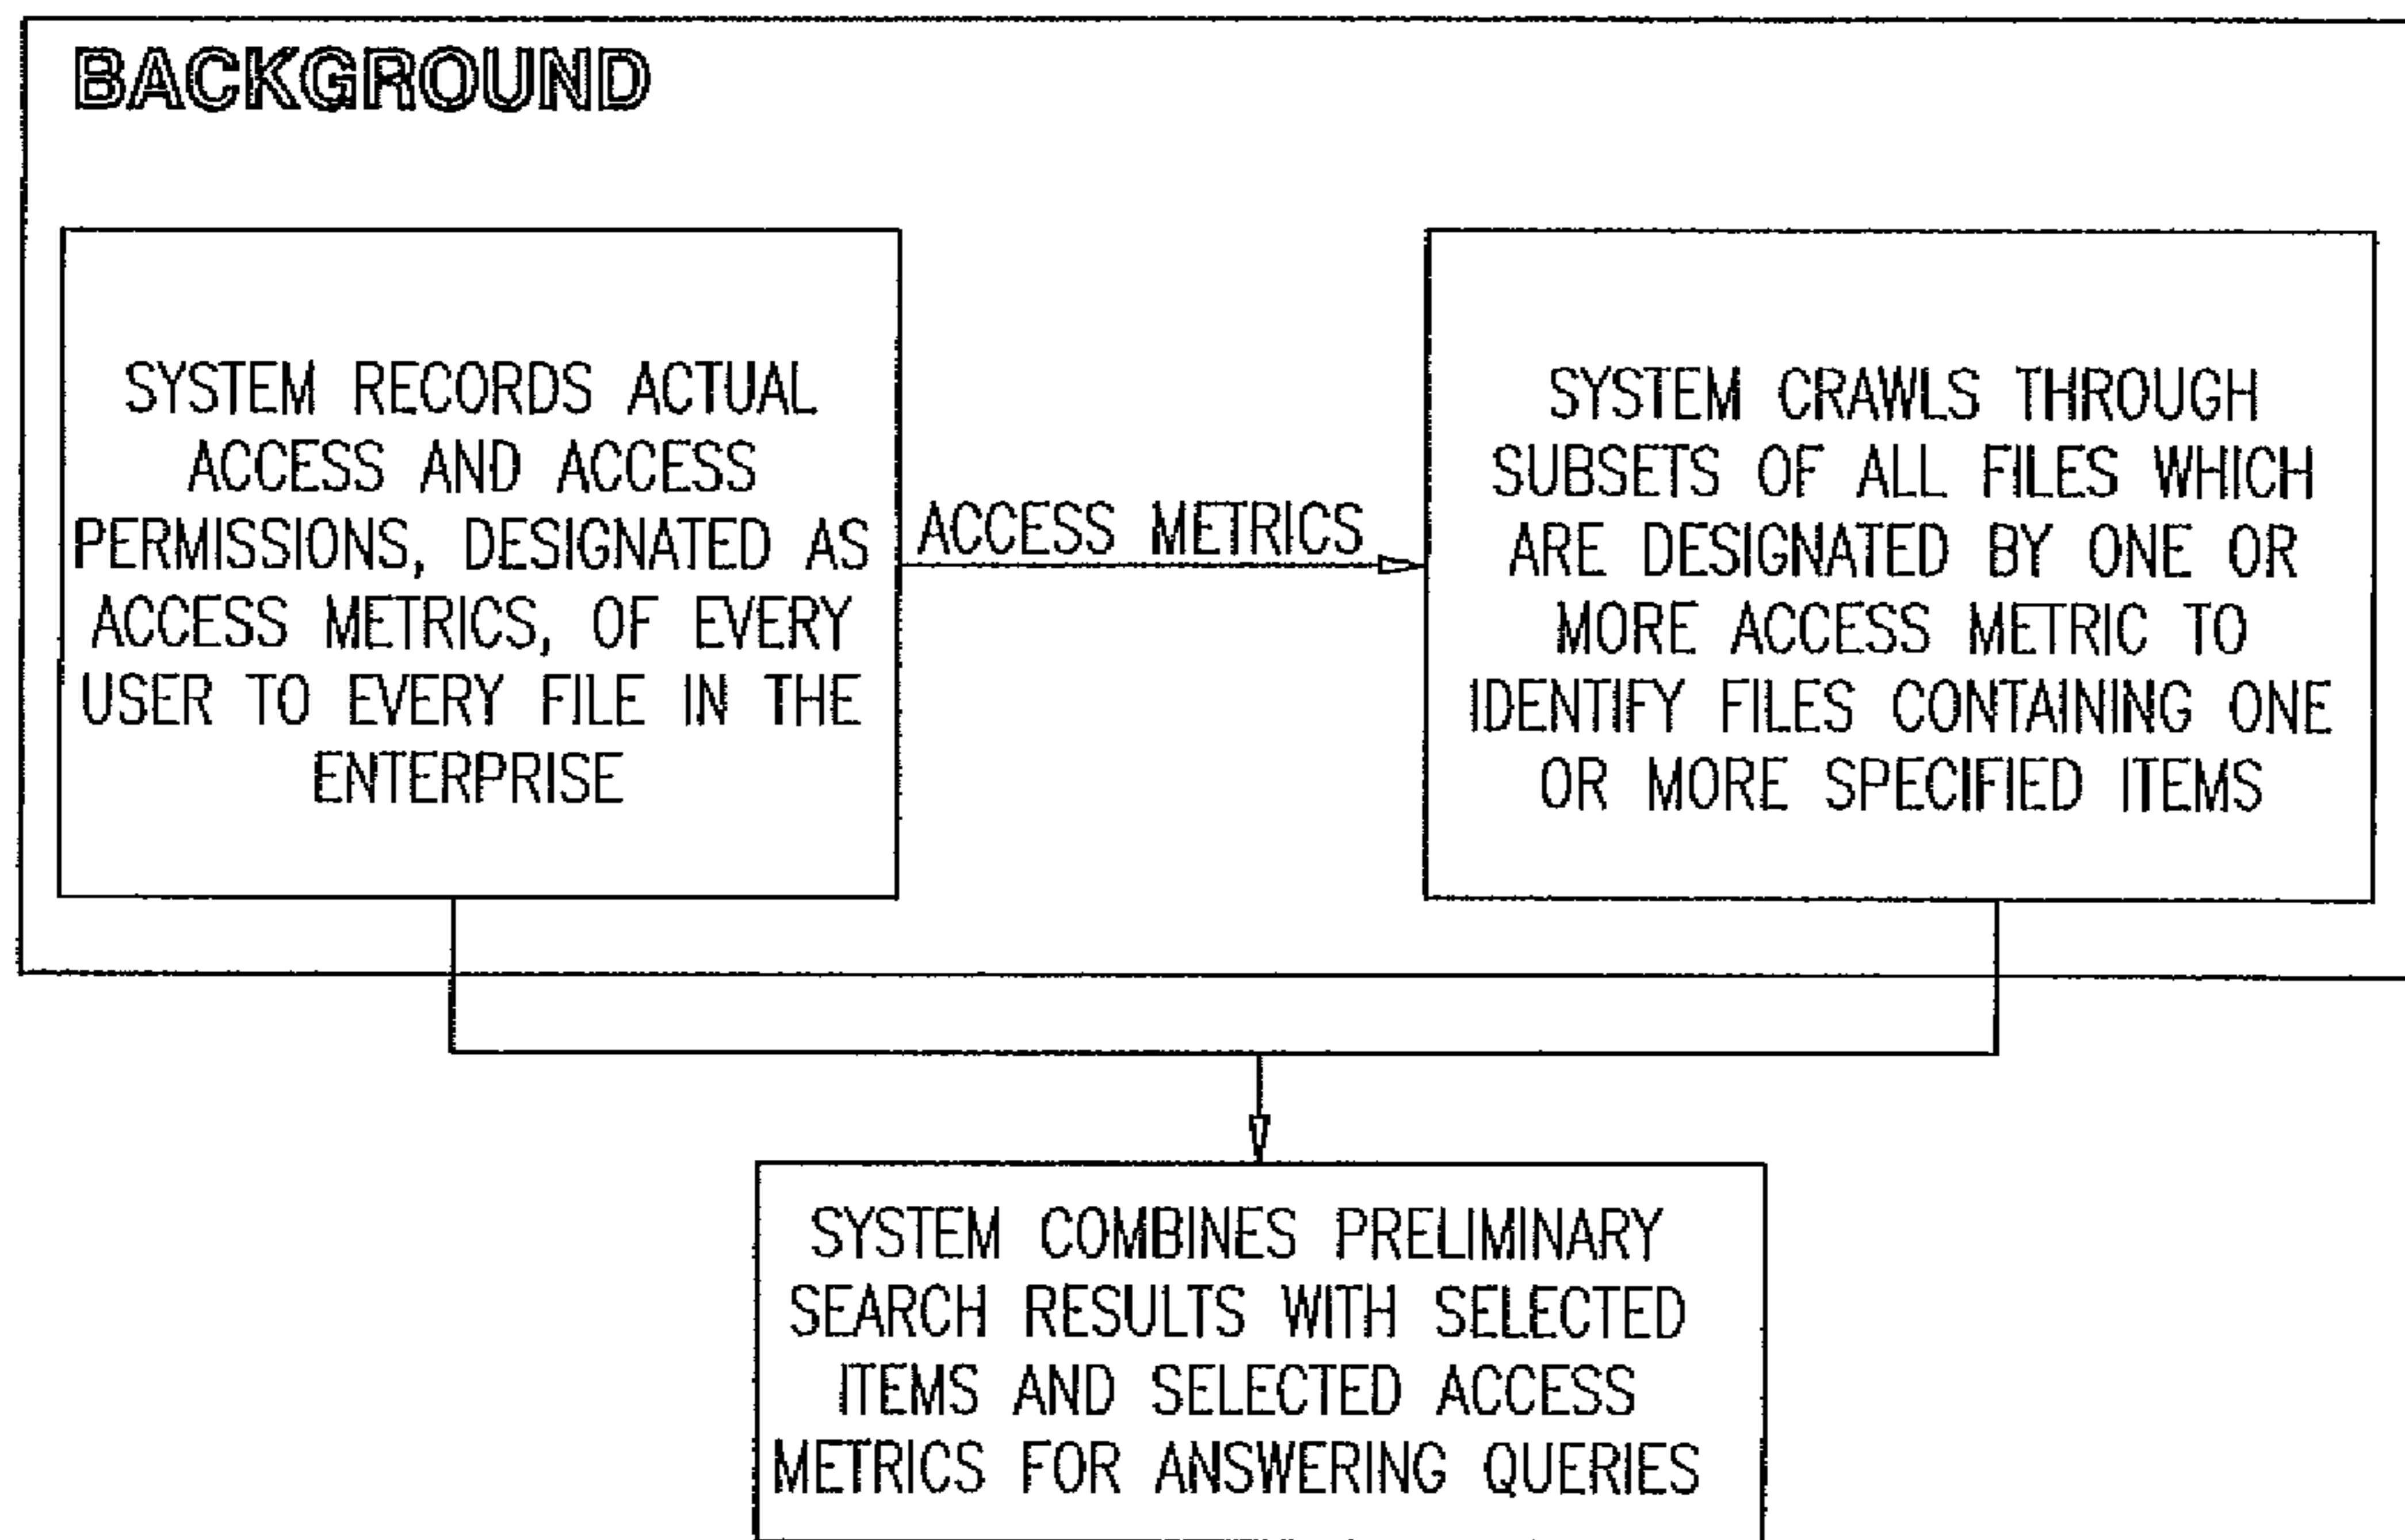 BACKGROUND
SYSTEM RECORDS ACTUAL
ACCESS AND ACCESS
PERMISSIONS, DESIGNATED AS
ACCESS METRICS, OF EVERY
USER TO EVERY FILE IN THE
ENTERPRISE
ACCESS METRICS
SYSTEM CRAWLS THROUGH
SUBSETS OF ALL FILES WHICH
ARE DESIGNATED BY ONE OR
MORE ACCESS METRIC TO
IDENTIFY FILES CONTAINING ONE
OR MORE SPECIFIED ITEMS
SYSTEM COMBINES PRELIMINARY
SEARCH RESULTS WITH SELECTED
ITEMS AND SELECTED ACCESS
METRICS FOR ANSWERING QUERIES